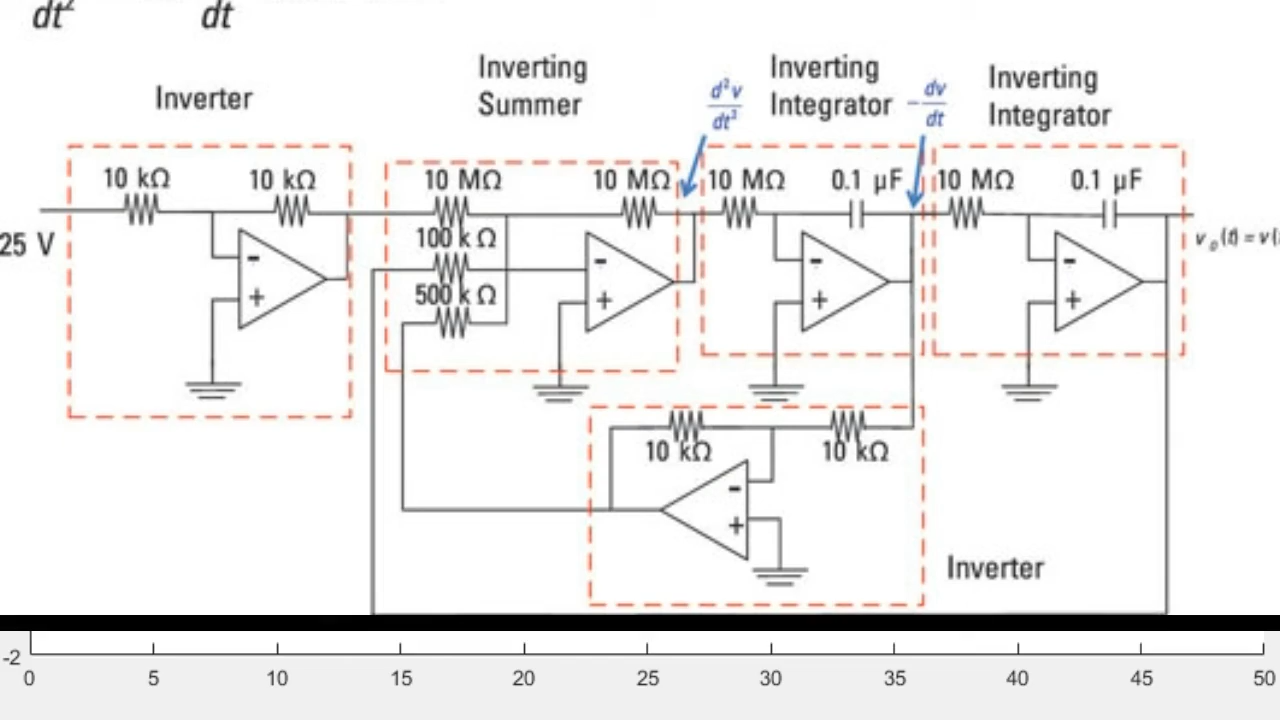 dt² dt
Inverting
Summer
Inverting
Integrator
Inverting
Integrator
Inverter
d²v
dt²
- dv
dt
10 kΩ 10 kΩ 10 MΩ 10 MΩ 10 MΩ 0.1 µF 10 MΩ 0.1 µF
100 k Ω
25 V
500 k Ω
- + - + - + - +
10 kΩ 10 kΩ
- +
Inverter
-2
0 5 10 15 20 25 30 35 40 45 50